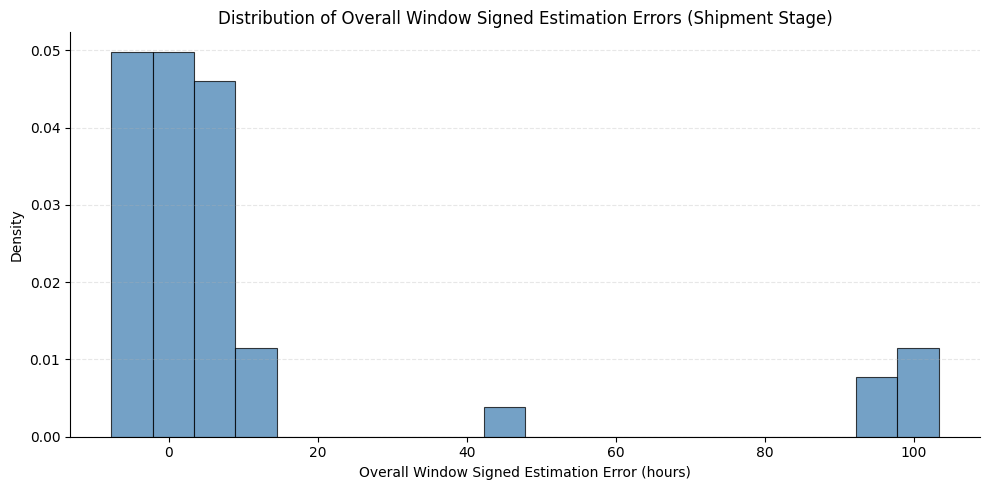 Distribution of Overall Window Signed Estimation Errors (Shipment Stage)
0.05
0.04
0.03
0.02
0.01
0.00
Density
0 20 40 60 80 100
Overall Window Signed Estimation Error (hours)